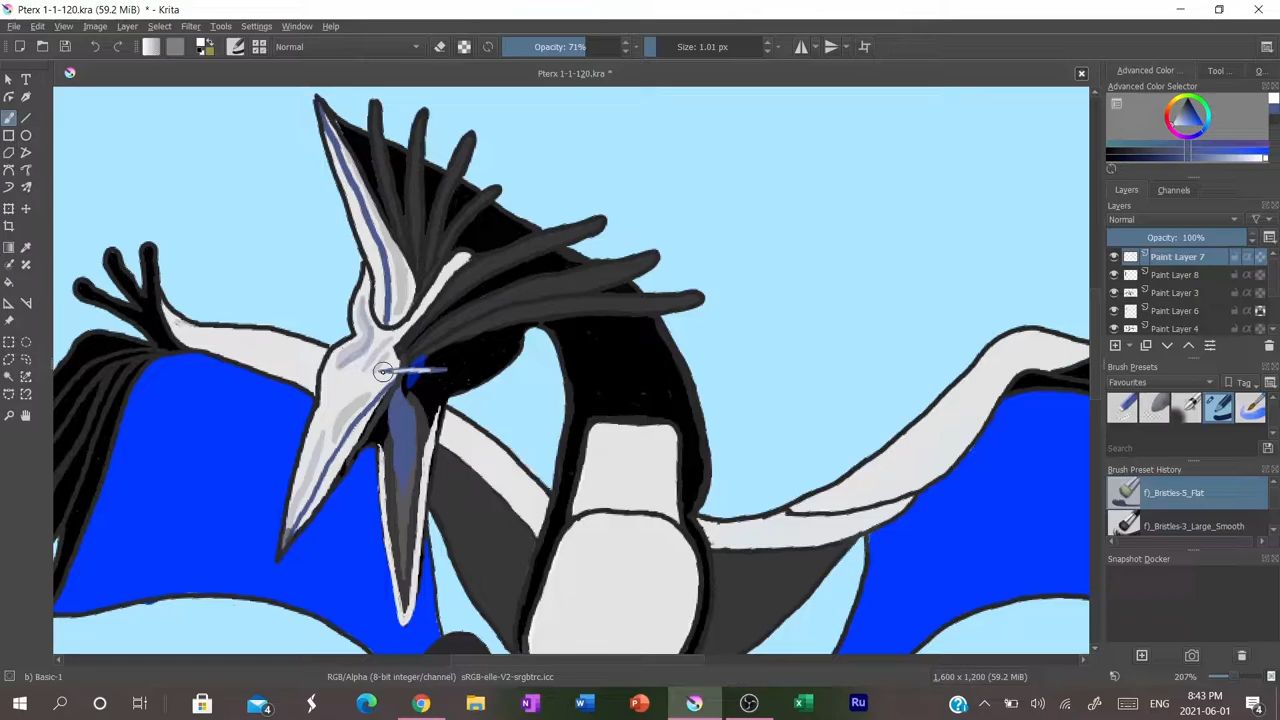 Pterx 1-1-120.kra (59.2 MiB) * - Krita
File Edit View Image Layer Select Filter Tools Settings Window Help
Normal
Opacity: 71%
Size: 1.01 px
Pterx 1-1-120.kra *
Advanced Color ...
Tool ...
Q...
Advanced Color Selector
Layers
Channels
Layers
Normal
Opacity: 100%
Paint Layer 7
Paint Layer 8
Paint Layer 3
Paint Layer 6
Paint Layer 4
Brush Presets
Favourites
Tag
Search
Brush Preset History
f)_Bristles-5_Flat
f)_Bristles-3_Large_Smooth
Snapshot Docker
b) Basic-1
RGB/Alpha (8-bit integer/channel) sRGB-elle-V2-srgbtrc.icc
1,600 x 1,200 (59.2 MiB)
207%
4
ENG
8:43 PM
2021-06-01
4